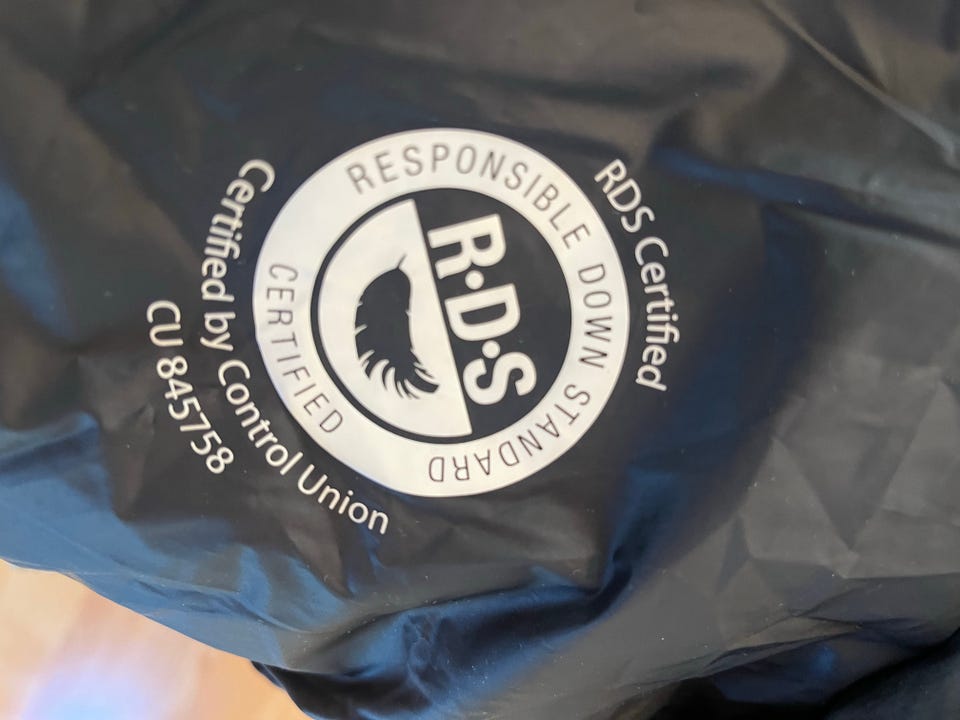 RDS Certified
RESPONSIBLE DOWN STANDARD
R·D·S
CERTIFIED
Certified by Control Union
CU 845758